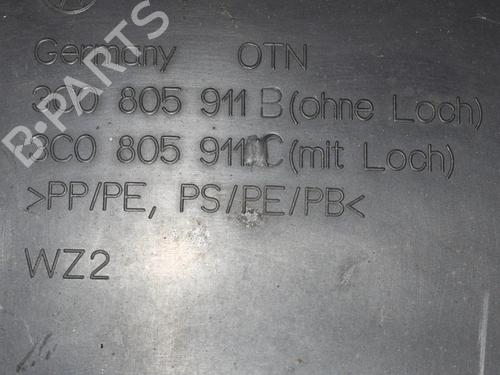 Germany OTN
3C0 805 911 B (ohne Loch)
3C0 805 911 C (mit Loch)
>PP/PE, PS/PE/PB<
WZ2
B-PARTS